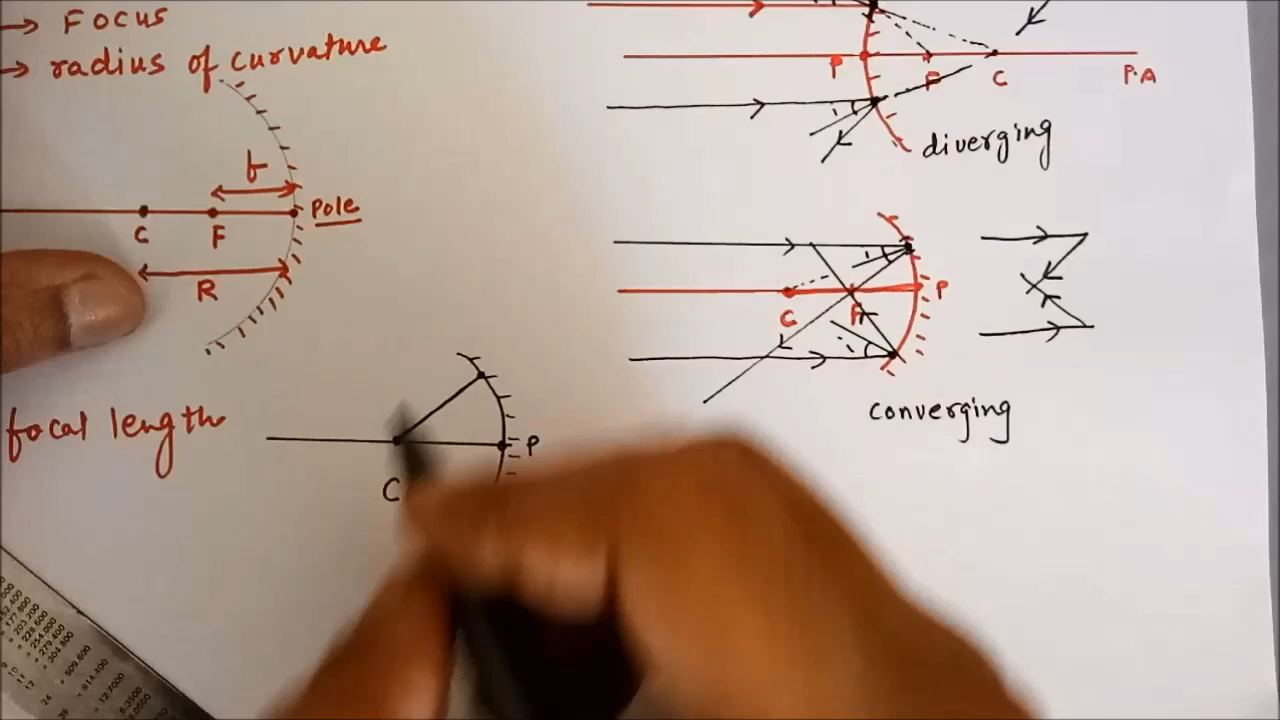 → Focus
→ radius of curvature
f
Pole
C F
R
focal length
P
C
P F C P.A
diverging
C F P
converging